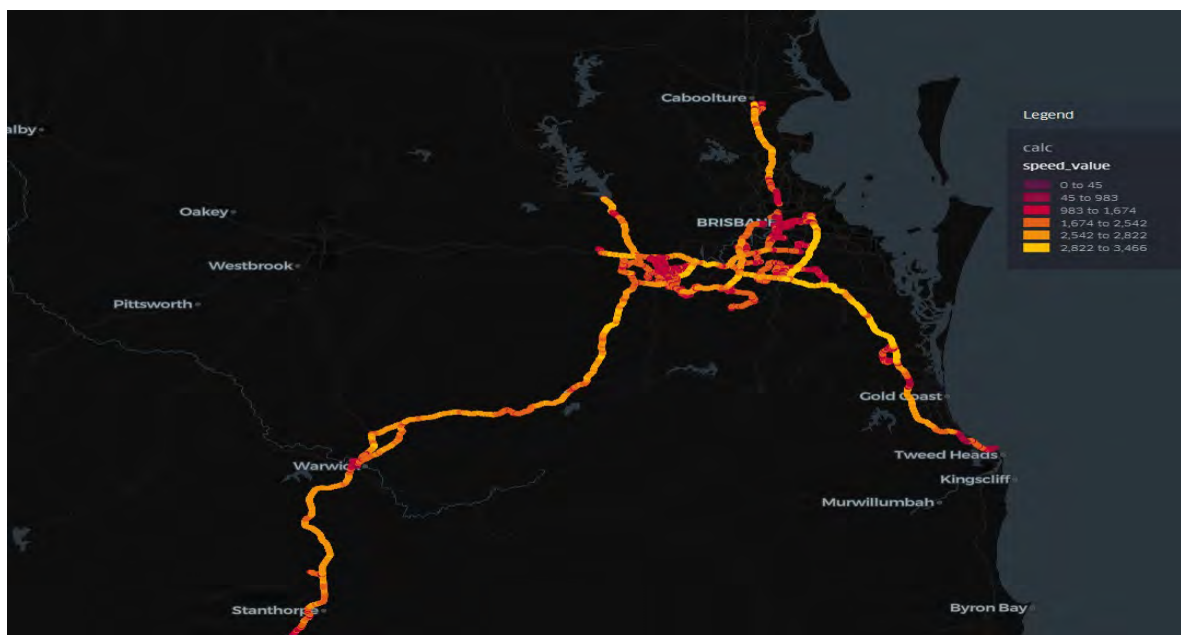 Caboolture
Legend
alby
calc
speed_value
0 to 45
45 to 983
983 to 1,674
1,674 to 2,542
2,542 to 2,822
2,822 to 3,466
Oakey
BRISBANE
Westbrook
Pittsworth
Gold Coast
Tweed Heads
Warwick
Kingscliff
Murwillumbah
Stanthorpe
Byron Bay